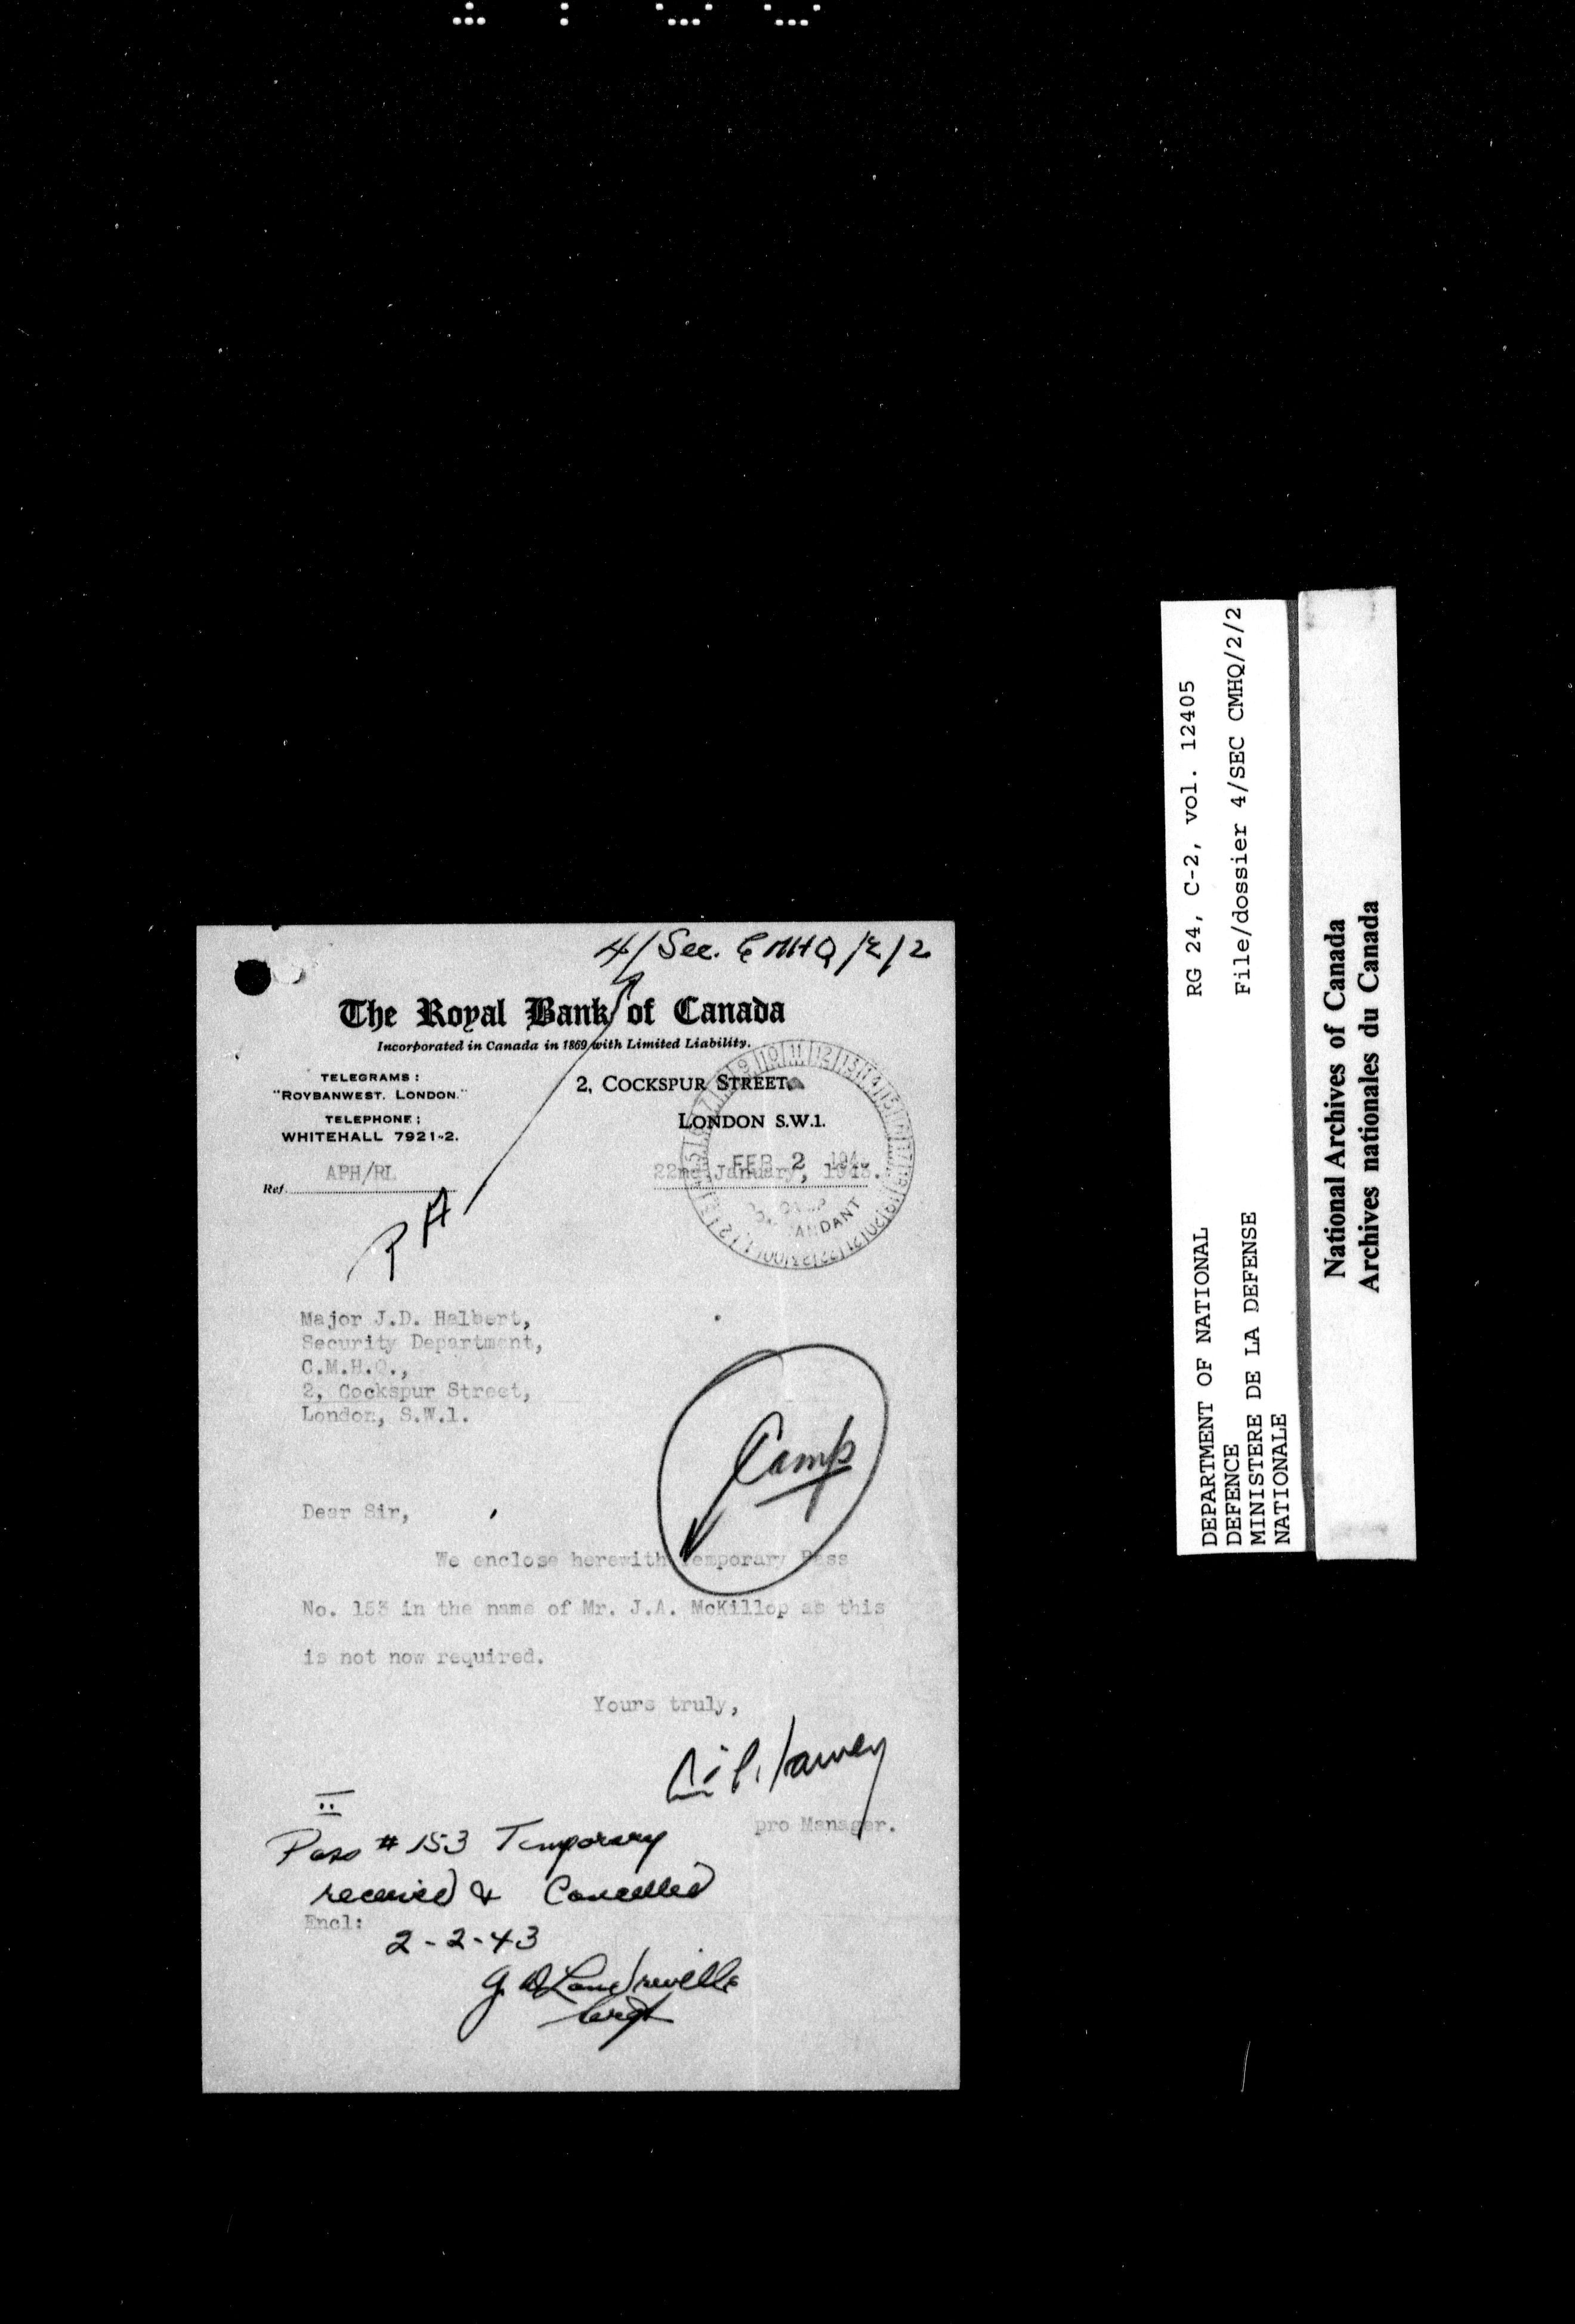 4/Sec. CMHQ/2/2
The Royal Bank of Canada
Incorporated in Canada in 1869 with Limited Liability.
TELEGRAMS:
"ROYBANWEST. LONDON."
TELEPHONE:
WHITEHALL 7921-2.
2, COCKSPUR STREET
LONDON S.W.1.
Ref. APH/RL
22nd January, 1943.
FEB 2 194
PA
Major J.D. Halbert,
Security Department,
C.M.H.Q.,
2, Cockspur Street,
London, S.W.1.
Camp
Dear Sir,
We enclose herewith Temporary Pass
No. 153 in the name of Mr. J.A. McKillop as this
is not now required.
Yours truly,
pro Manager.
II
Pass # 153 Temporary
received & Cancelled
Encl:
2-2-43
RG 24, C-2, vol. 12405
File/dossier 4/SEC CMHQ/2/2
DEPARTMENT OF NATIONAL
DEFENCE
MINISTERE DE LA DEFENSE
NATIONALE
National Archives of Canada
Archives nationales du Canada